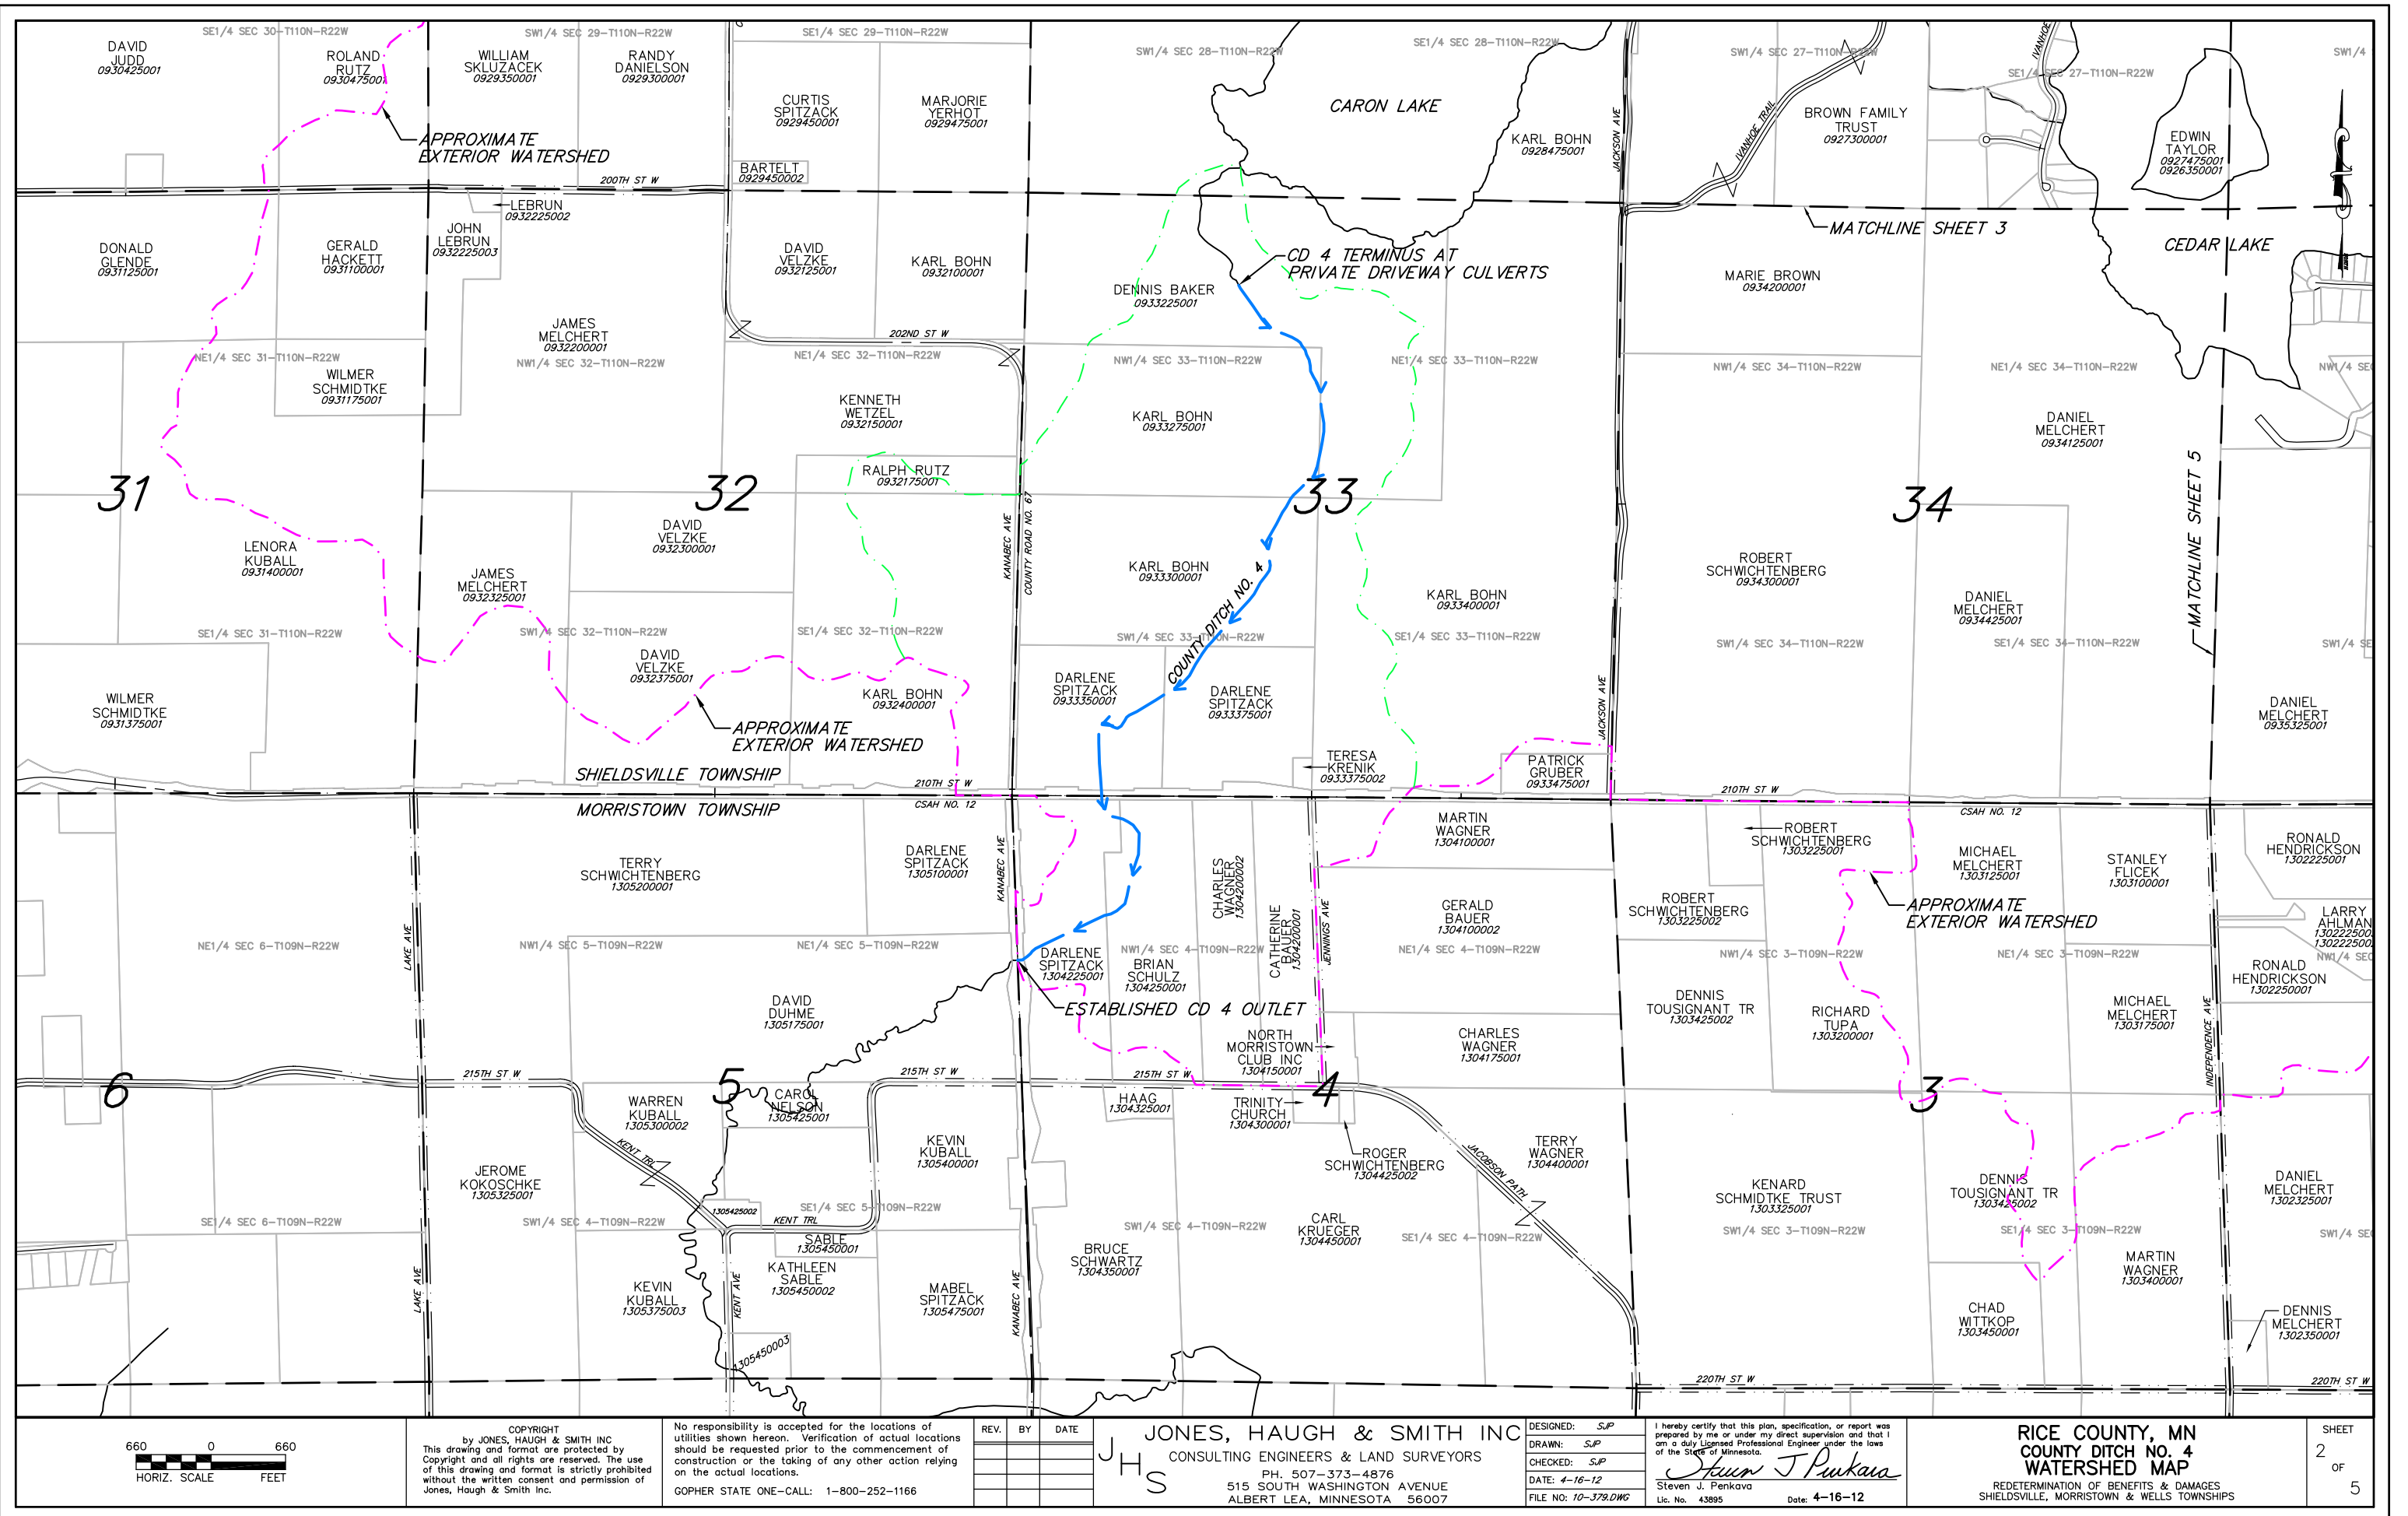 SE1/4 SEC 30-T110N-R22W
SW1/4 SEC 29-T110N-R22W
SE1/4 SEC 29-T110N-R22W
SW1/4 SEC 28-T110N-R22W
SE1/4 SEC 28-T110N-R22W
SW1/4 SEC 27-T110N-R22W
SE1/4 SEC 27-T110N-R22W
SW1/4
DAVID
JUDD
0930425001
ROLAND
RUTZ
0930475001
WILLIAM
SKLUZACEK
0929350001
RANDY
DANIELSON
0929300001
CURTIS
SPITZACK
0929450001
MARJORIE
YERHOT
0929475001
CARON LAKE
KARL BOHN
0928475001
JACKSON AVE
IVANHOE TRAIL
IVANHOE
BROWN FAMILY
TRUST
0927300001
EDWIN
TAYLOR
0927475001
0926350001
APPROXIMATE
EXTERIOR WATERSHED
BARTELT
0929450002
200TH ST W
LEBRUN
0932225002
JOHN
LEBRUN
0932225003
DONALD
GLENDE
0931125001
GERALD
HACKETT
0931100001
DAVID
VELZKE
0932125001
KARL BOHN
0932100001
CD 4 TERMINUS AT
PRIVATE DRIVEWAY CULVERTS
DENNIS BAKER
0933225001
MATCHLINE SHEET 3
CEDAR LAKE
MARIE BROWN
0934200001
JAMES
MELCHERT
0932200001
202ND ST W
NE1/4 SEC 31-T110N-R22W
NW1/4 SEC 32-T110N-R22W
NE1/4 SEC 32-T110N-R22W
NW1/4 SEC 33-T110N-R22W
NE1/4 SEC 33-T110N-R22W
NW1/4 SEC 34-T110N-R22W
NE1/4 SEC 34-T110N-R22W
NW1/4 SEC
WILMER
SCHMIDTKE
0931175001
KENNETH
WETZEL
0932150001
KARL BOHN
0933275001
DANIEL
MELCHERT
0934125001
RALPH RUTZ
0932175001
31
32
33
34
MATCHLINE SHEET 5
DAVID
VELZKE
0932300001
KANABEC AVE
COUNTY ROAD NO. 67
LENORA
KUBALL
0931400001
JAMES
MELCHERT
0932325001
KARL BOHN
0933300001
COUNTY DITCH NO. 4
KARL BOHN
0933400001
ROBERT
SCHWICHTENBERG
0934300001
DANIEL
MELCHERT
0934425001
SE1/4 SEC 31-T110N-R22W
SW1/4 SEC 32-T110N-R22W
SE1/4 SEC 32-T110N-R22W
SW1/4 SEC 33-T110N-R22W
SE1/4 SEC 33-T110N-R22W
SW1/4 SEC 34-T110N-R22W
SE1/4 SEC 34-T110N-R22W
SW1/4 SE
DAVID
VELZKE
0932375001
KARL BOHN
0932400001
DARLENE
SPITZACK
0933350001
DARLENE
SPITZACK
0933375001
WILMER
SCHMIDTKE
0931375001
APPROXIMATE
EXTERIOR WATERSHED
JACKSON AVE
DANIEL
MELCHERT
0935325001
TERESA
KRENIK
0933375002
PATRICK
GRUBER
0933475001
SHIELDSVILLE TOWNSHIP
210TH ST W
210TH ST W
MORRISTOWN TOWNSHIP
CSAH NO. 12
CSAH NO. 12
TERRY
SCHWICHTENBERG
1305200001
DARLENE
SPITZACK
1305100001
KANABEC AVE
CHARLES
WAGNER
1304200002
CATHERINE
BAUER
1304200001
JENNINGS AVE
MARTIN
WAGNER
1304100001
ROBERT
SCHWICHTENBERG
1303225001
MICHAEL
MELCHERT
1303125001
STANLEY
FLICEK
1303100001
RONALD
HENDRICKSON
1302225001
GERALD
BAUER
1304100002
ROBERT
SCHWICHTENBERG
1303225002
APPROXIMATE
EXTERIOR WATERSHED
LARRY
AHLMAN
130222500
130222500
LAKE AVE
NE1/4 SEC 6-T109N-R22W
NW1/4 SEC 5-T109N-R22W
NE1/4 SEC 5-T109N-R22W
NW1/4 SEC 4-T109N-R22W
NE1/4 SEC 4-T109N-R22W
NW1/4 SEC 3-T109N-R22W
NE1/4 SEC 3-T109N-R22W
NW1/4 SEC
DARLENE
SPITZACK
1304225001
BRIAN
SCHULZ
1304250001
RONALD
HENDRICKSON
1302250001
DAVID
DUHME
1305175001
ESTABLISHED CD 4 OUTLET
DENNIS
TOUSIGNANT TR
1303425002
RICHARD
TUPA
1303200001
MICHAEL
MELCHERT
1303175001
INDEPENDENCE AVE
NORTH
MORRISTOWN
CLUB INC
1304150001
CHARLES
WAGNER
1304175001
215TH ST W
215TH ST W
215TH ST W
6
5
4
3
WARREN
KUBALL
1305300002
CAROL
NELSON
1305425001
HAAG
1304325001
TRINITY
CHURCH
1304300001
KENT TRL
KEVIN
KUBALL
1305400001
ROGER
SCHWICHTENBERG
1304425002
JACOBSON PATH
TERRY
WAGNER
1304400001
JEROME
KOKOSCHKE
1305325001
KENARD
SCHMIDTKE TRUST
1303325001
DENNIS
TOUSIGNANT TR
1303425002
DANIEL
MELCHERT
1302325001
1305425002
SE1/4 SEC 6-T109N-R22W
SW1/4 SEC 4-T109N-R22W
SE1/4 SEC 5-T109N-R22W
SW1/4 SEC 4-T109N-R22W
SE1/4 SEC 4-T109N-R22W
SW1/4 SEC 3-T109N-R22W
SE1/4 SEC 3-T109N-R22W
SW1/4 SEC
KENT TRL
SABLE
1305450001
CARL
KRUEGER
1304450001
BRUCE
SCHWARTZ
1304350001
MARTIN
WAGNER
1303400001
KATHLEEN
SABLE
1305450002
LAKE AVE
KEVIN
KUBALL
1305375003
KENT AVE
MABEL
SPITZACK
1305475001
KANABEC AVE
CHAD
WITTKOP
1303450001
DENNIS
MELCHERT
1302350001
1305450003
220TH ST W
220TH ST W
660 0 660
HORIZ. SCALE FEET
COPYRIGHT
by JONES, HAUGH & SMITH INC
This drawing and format are protected by
Copyright and all rights are reserved. The use
of this drawing and format is strictly prohibited
without the written consent and permission of
Jones, Haugh & Smith Inc.
No responsibility is accepted for the locations of
utilities shown hereon. Verification of actual locations
should be requested prior to the commencement of
construction or the taking of any other action relying
on the actual locations.
GOPHER STATE ONE-CALL: 1-800-252-1166
REV. BY DATE
JHS
JONES, HAUGH & SMITH INC
CONSULTING ENGINEERS & LAND SURVEYORS
PH. 507-373-4876
515 SOUTH WASHINGTON AVENUE
ALBERT LEA, MINNESOTA 56007
DESIGNED: SJP
DRAWN: SJP
CHECKED: SJP
DATE: 4-16-12
FILE NO: 10-379.DWG
I hereby certify that this plan, specification, or report was
prepared by me or under my direct supervision and that I
am a duly Licensed Professional Engineer under the laws
of the State of Minnesota.
Steven J Penkava
Steven J. Penkava
Lic. No. 43895 Date: 4-16-12
RICE COUNTY, MN
COUNTY DITCH NO. 4
WATERSHED MAP
REDETERMINATION OF BENEFITS & DAMAGES
SHIELDSVILLE, MORRISTOWN & WELLS TOWNSHIPS
SHEET
2
OF
5